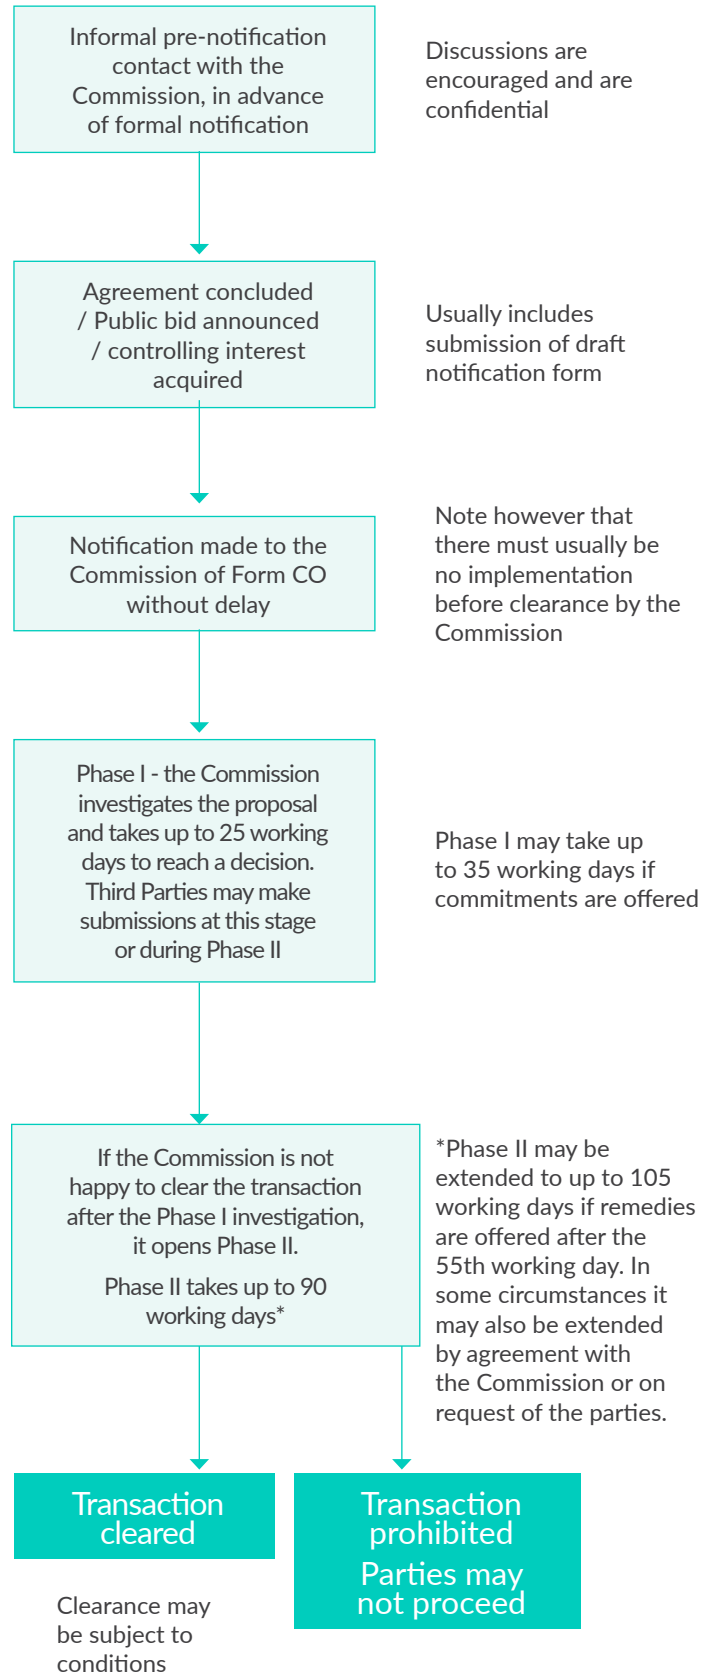 Informal pre-notification
contact with the
Commission, in advance
of formal notification
Discussions are
encouraged and are
confidential
Agreement concluded
/ Public bid announced
/ controlling interest
acquired
Usually includes
submission of draft
notification form
Notification made to the
Commission of Form CO
without delay
Note however that
there must usually be
no implementation
before clearance by the
Commission
Phase I - the Commission
investigates the proposal
and takes up to 25 working
days to reach a decision.
Third Parties may make
submissions at this stage
or during Phase II
Phase I may take up
to 35 working days if
commitments are offered
If the Commission is not
happy to clear the transaction
after the Phase I investigation,
it opens Phase II.
Phase II takes up to 90
working days*
*Phase II may be
extended to up to 105
working days if remedies
are offered after the
55th working day. In
some circumstances it
may also be extended
by agreement with
the Commission or on
request of the parties.
Transaction
cleared
Transaction
prohibited
Parties may
not proceed
Clearance may
be subject to
conditions